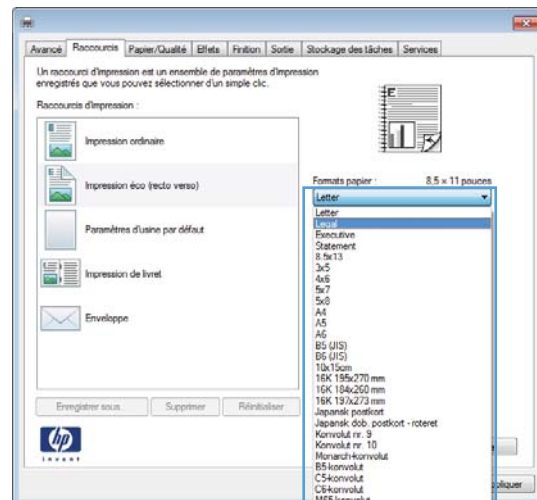 Avancé Raccourcis Papier/Qualité Effets Finition Sortie Stockage des tâches Services
Un raccourci d'impression est un ensemble de paramètres d'impression
enregistrés que vous pouvez sélectionner d'un simple clic.
Raccourcis d'impression :
Impression ordinaire
Impression éco (recto verso)
Paramètres d'usine par défaut
Impression de livret
Enveloppe
Enregistrer sous... Supprimer Réinitialiser
hp
invent
E
Formats papier : 8,5 × 11 pouces
Letter
Letter
Legal
Executive
Statement
8.5x13
3x5
4x6
5x7
5x8
A4
A5
A6
B5 (JIS)
B6 (JIS)
10x15cm
16K 195x270 mm
16K 184x260 mm
16K 197x273 mm
Japansk postkort
Japansk dob. postkort - roteret
Konvolut nr. 9
Konvolut nr. 10
Monarch-konvolut
B5-konvolut
C5-konvolut
C6-konvolut
pliquer